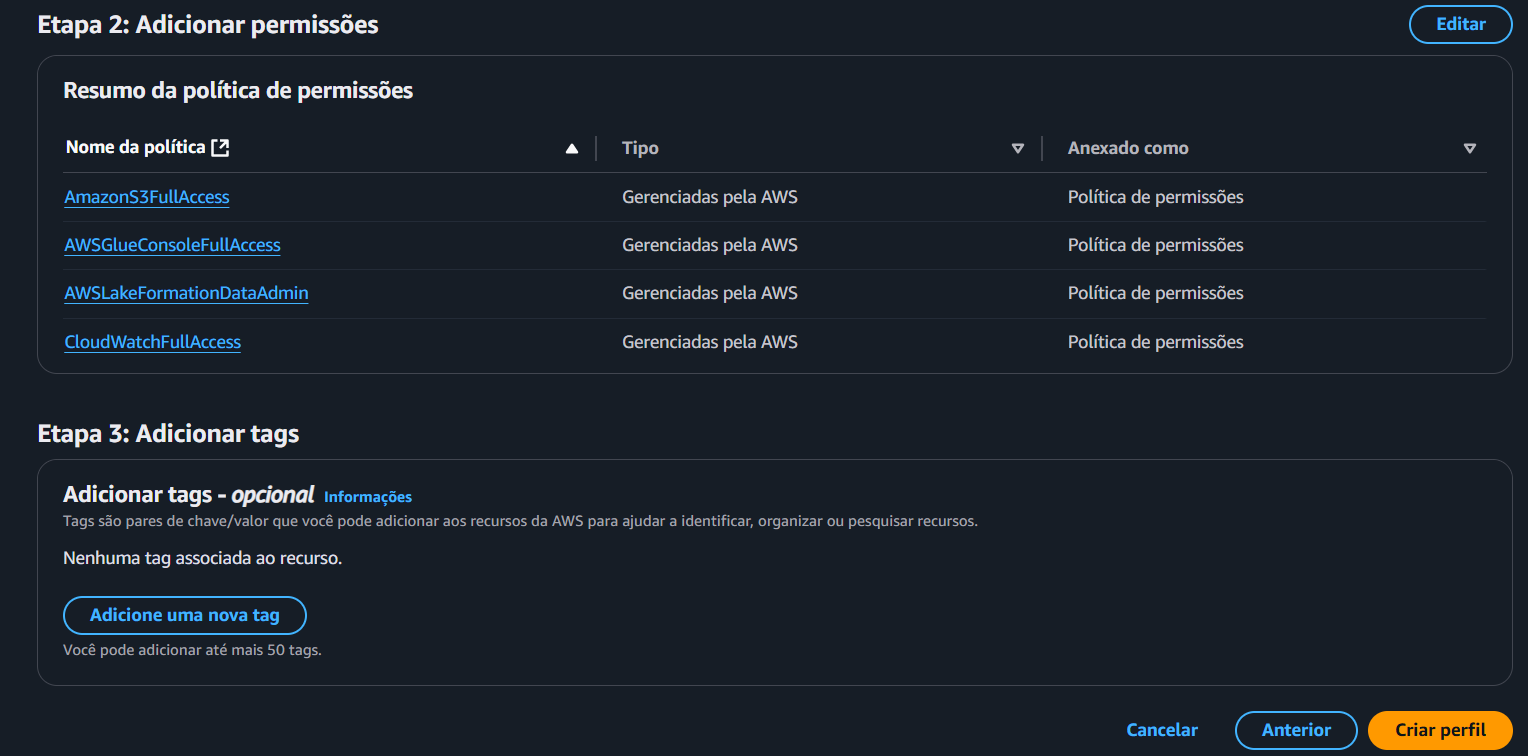 Etapa 2: Adicionar permissões
Editar
Resumo da política de permissões
Nome da política Tipo Anexado como
AmazonS3FullAccess Gerenciadas pela AWS Política de permissões
AWSGlueConsoleFullAccess Gerenciadas pela AWS Política de permissões
AWSLakeFormationDataAdmin Gerenciadas pela AWS Política de permissões
CloudWatchFullAccess Gerenciadas pela AWS Política de permissões
Etapa 3: Adicionar tags
Adicionar tags - opcional Informações
Tags são pares de chave/valor que você pode adicionar aos recursos da AWS para ajudar a identificar, organizar ou pesquisar recursos.
Nenhuma tag associada ao recurso.
Adicione uma nova tag
Você pode adicionar até mais 50 tags.
Cancelar Anterior Criar perfil